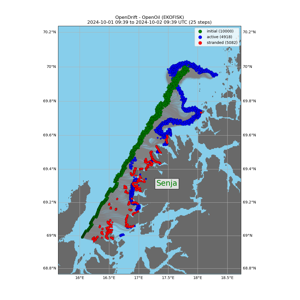 OpenDrift - OpenOil (EKOFISK)
2024-10-01 09:39 to 2024-10-02 09:39 UTC (25 steps)
initial (10000)
active (4918)
stranded (5082)
70.2°N 70.2°N
70°N 70°N
69.8°N 69.8°N
69.6°N 69.6°N
69.4°N 69.4°N
Senja
69.2°N 69.2°N
69°N 69°N
68.8°N 68.8°N
16°E 16.5°E 17°E 17.5°E 18°E 18.5°E